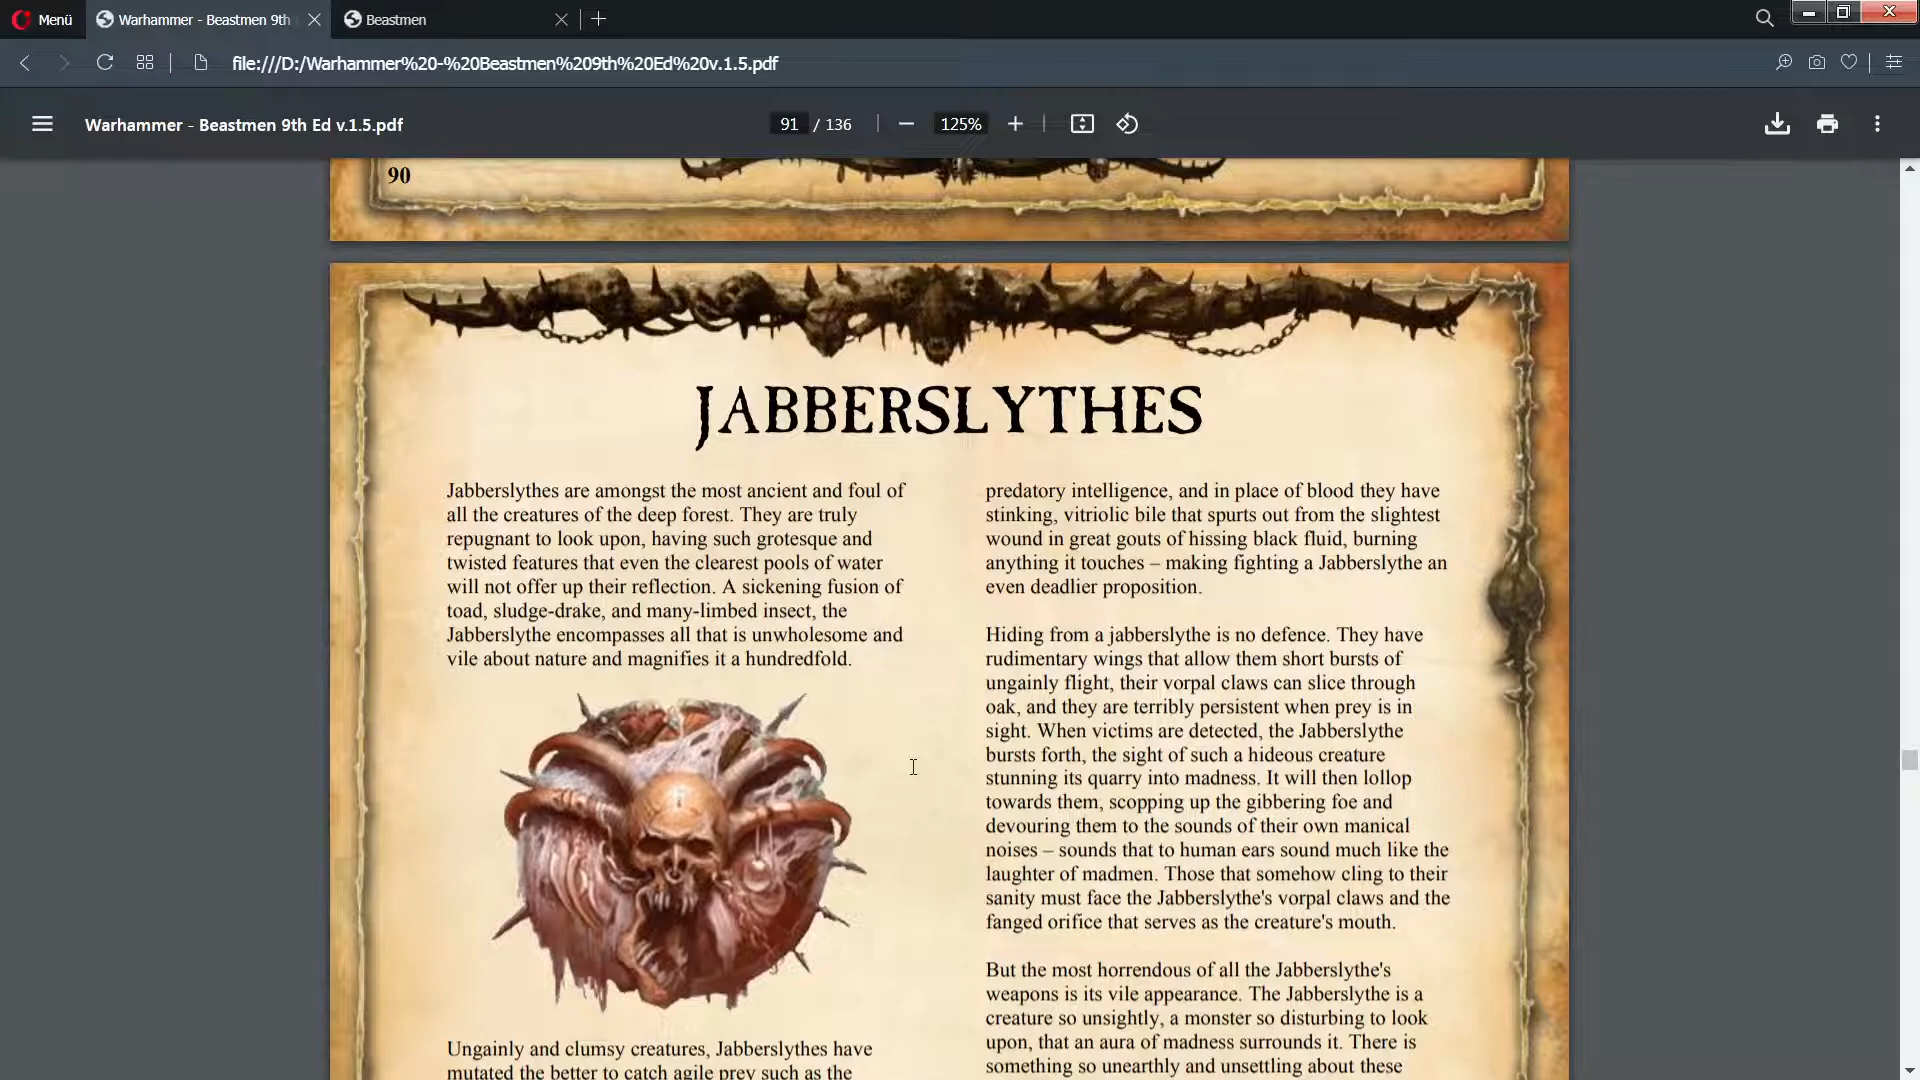 Menü
Warhammer - Beastmen 9th
Beastmen
file:///D:/Warhammer%20-%20Beastmen%209th%20Ed%20v.1.5.pdf
Warhammer - Beastmen 9th Ed v.1.5.pdf
91 / 136
125%
90
JABBERSLYTHES
Jabberslythes are amongst the most ancient and foul of
all the creatures of the deep forest. They are truly
repugnant to look upon, having such grotesque and
twisted features that even the clearest pools of water
will not offer up their reflection. A sickening fusion of
toad, sludge-drake, and many-limbed insect, the
Jabberslythe encompasses all that is unwholesome and
vile about nature and magnifies it a hundredfold.
Ungainly and clumsy creatures, Jabberslythes have
mutated the better to catch agile prey such as the
predatory intelligence, and in place of blood they have
stinking, vitriolic bile that spurts out from the slightest
wound in great gouts of hissing black fluid, burning
anything it touches – making fighting a Jabberslythe an
even deadlier proposition.
Hiding from a jabberslythe is no defence. They have
rudimentary wings that allow them short bursts of
ungainly flight, their vorpal claws can slice through
oak, and they are terribly persistent when prey is in
sight. When victims are detected, the Jabberslythe
bursts forth, the sight of such a hideous creature
stunning its quarry into madness. It will then lollop
towards them, scopping up the gibbering foe and
devouring them to the sounds of their own manical
noises – sounds that to human ears sound much like the
laughter of madmen. Those that somehow cling to their
sanity must face the Jabberslythe's vorpal claws and the
fanged orifice that serves as the creature's mouth.
But the most horrendous of all the Jabberslythe's
weapons is its vile appearance. The Jabberslythe is a
creature so unsightly, a monster so disturbing to look
upon, that an aura of madness surrounds it. There is
something so unearthly and unsettling about these